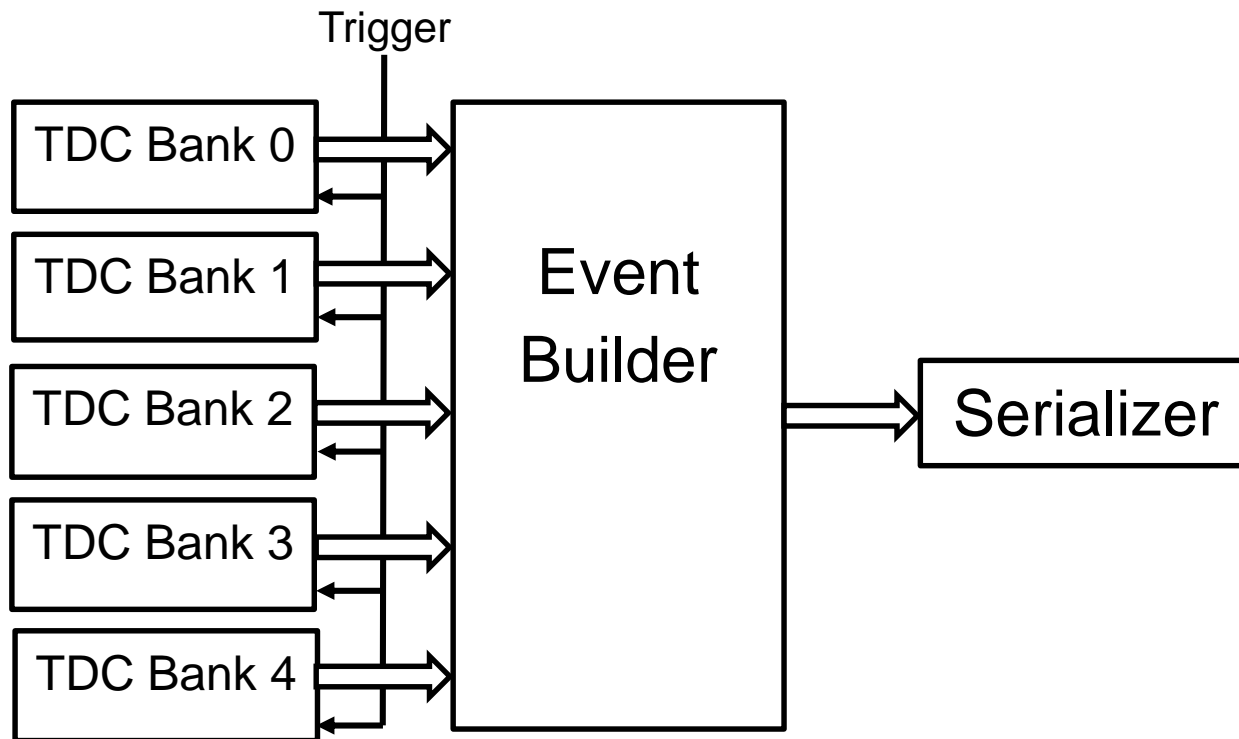 Trigger
TDC Bank 0
TDC Bank 1
TDC Bank 2
TDC Bank 3
TDC Bank 4
Event
Builder
Serializer